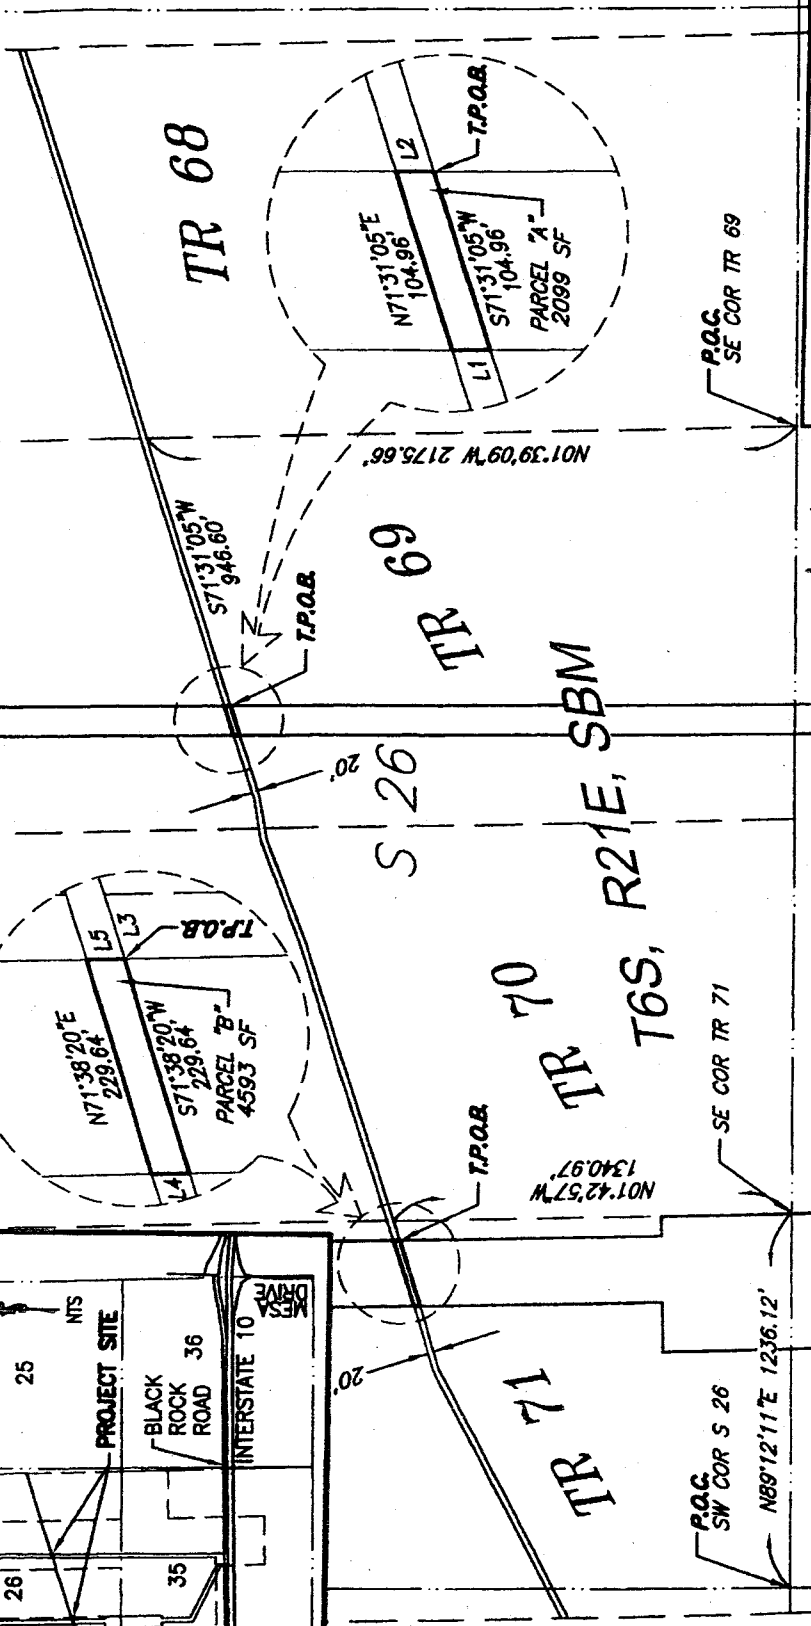 TR 68
L2
T.P.O.B.
N71°31'05"E
104.96'
S71°31'05"W
104.96'
PARCEL "A"
2099 SF
L1
P.O.C.
SE COR TR 69
N01°39'09"W 2175.66'
S71°31'05"W
946.60'
T.P.O.B.
TR 69
20'
S 26
T6S, R21E, SBM
L5
L3
T.P.O.B.
N71°38'20"E
229.64'
S71°38'20"W
229.64'
PARCEL "B"
4593 SF
L4
TR 70
T.P.O.B.
N01°42'57"W
1340.97'
SE COR TR 71
20'
TR 71
P.O.C.
SW COR S 26
N89°12'11"E 1236.12'
NTS
25
PROJECT SITE
BLACK
ROCK
ROAD
36
INTERSTATE 10
MESA
DRIVE
26
35